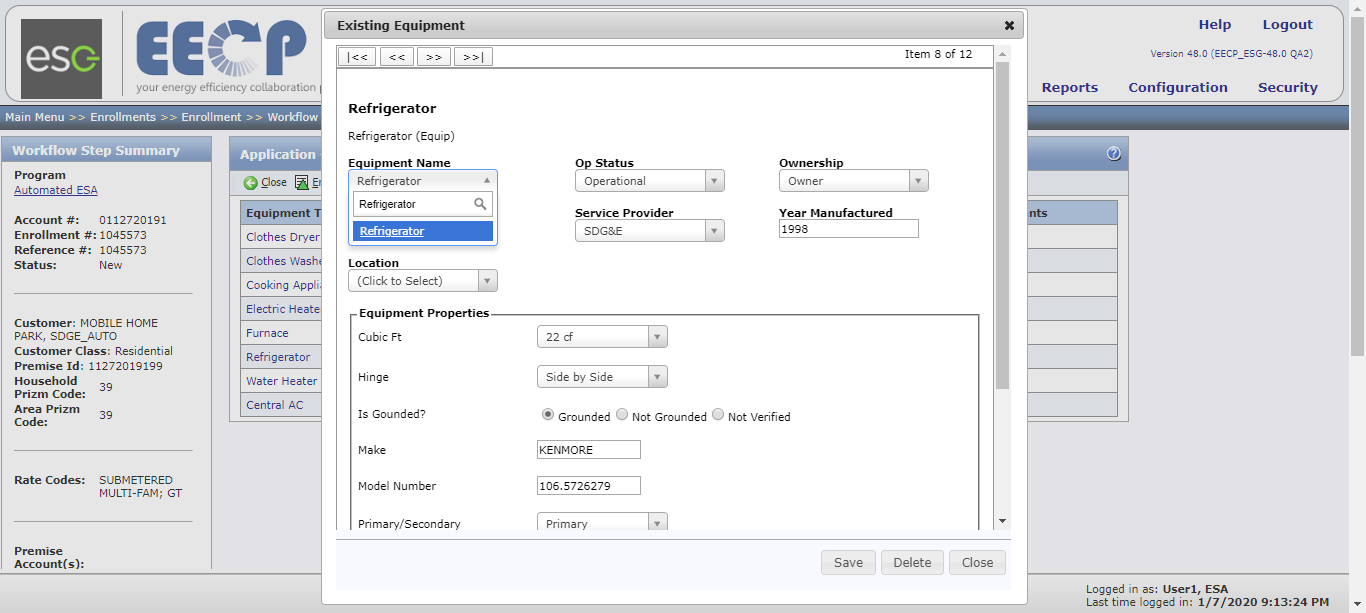 esg
EECP
your energy efficiency collaboration
Help Logout
Version 48.0 (EECP_ESG-48.0 QA2)
Reports Configuration Security
Main Menu >> Enrollments >> Enrollment >> Workflow
Workflow Step Summary
Program
Automated ESA
Account #: 0112720191
Enrollment #: 1045573
Reference #: 1045573
Status: New
Customer: MOBILE HOME
PARK, SDGE_AUTO
Customer Class: Residential
Premise Id: 11272019199
Household
Prizm Code: 39
Area Prizm
Code: 39
Rate Codes: SUBMETERED
MULTI-FAM; GT
Premise
Account(s):
Application
Close
Equipment T
Clothes Dryer
Clothes Washe
Cooking Applia
Electric Heate
Furnace
Refrigerator
Water Heater
Central AC
nts
Existing Equipment
|<< << >> >>|
Item 8 of 12
Refrigerator
Refrigerator (Equip)
Equipment Name
Refrigerator
Refrigerator
Refrigerator
Op Status
Operational
Ownership
Owner
Service Provider
SDG&E
Year Manufactured
1998
Location
(Click to Select)
Equipment Properties
Cubic Ft 22 cf
Hinge Side by Side
Is Gounded? Grounded Not Grounded Not Verified
Make KENMORE
Model Number 106.5726279
Primary/Secondary Primary
Save Delete Close
Logged in as: User1, ESA
Last time logged in: 1/7/2020 9:13:24 PM